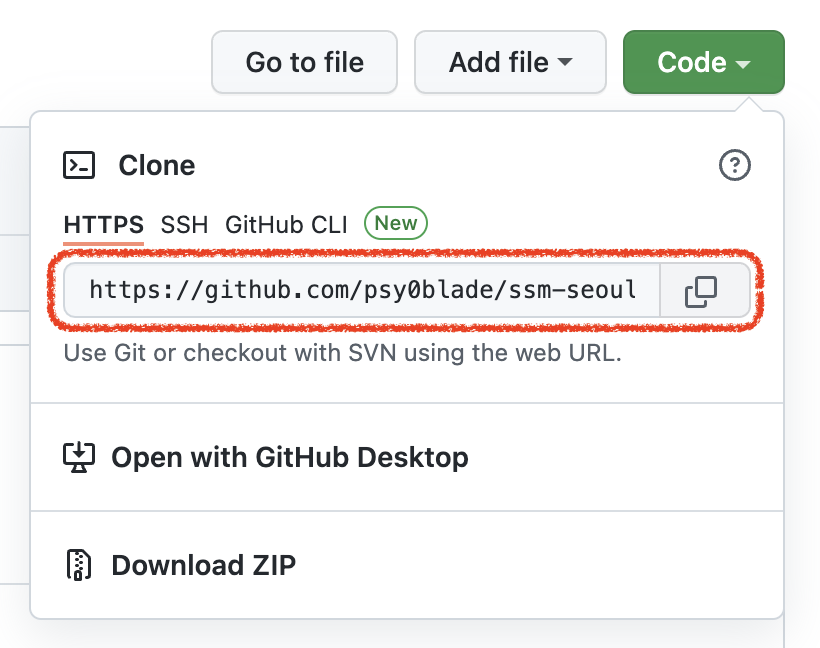 Go to file Add file Code
Clone
HTTPS SSH GitHub CLI New
https://github.com/psy0blade/ssm-seoul
Use Git or checkout with SVN using the web URL.
Open with GitHub Desktop
Download ZIP